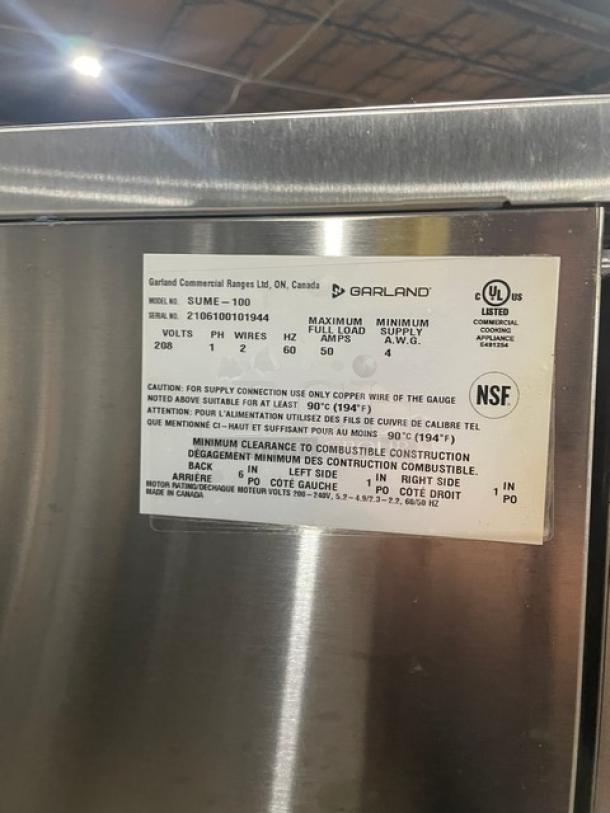 Garland Commercial Ranges Ltd, ON, Canada GARLAND
MODEL NO. SUME-100
SERIAL NO. 2106100101944
VOLTS PH WIRES HZ MAXIMUM FULL LOAD AMPS MINIMUM SUPPLY A.W.G.
208 1 2 60 50 4
C UL US
LISTED
COMMERCIAL
COOKING
APPLIANCE
E491254
NSF
CAUTION: FOR SUPPLY CONNECTION USE ONLY COPPER WIRE OF THE GAUGE
NOTED ABOVE SUITABLE FOR AT LEAST 90°C (194°F)
ATTENTION: POUR L'ALIMENTATION UTILISEZ DES FILS DE CUIVRE DE CALIBRE TEL
QUE MENTIONNÉ CI-HAUT ET SUFFISANT POUR AU MOINS 90°C (194°F)
MINIMUM CLEARANCE TO COMBUSTIBLE CONSTRUCTION
DÉGAGEMENT MINIMUM DES CONTRUCTION COMBUSTIBLE.
BACK 6 IN LEFT SIDE 1 IN RIGHT SIDE 1 IN
ARRIÈRE PO CÔTÉ GAUCHE PO CÔTÉ DROIT PO
MOTOR RATING/DECHAQUE MOTEUR VOLTS 200-240V, 5.2-4.9/2.3-2.2, 60/50 HZ
MADE IN CANADA